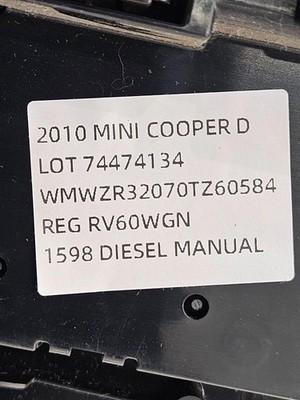 2010 MINI COOPER D
LOT 74474134
WMWZR32070TZ60584
REG RV60WGN
1598 DIESEL MANUAL